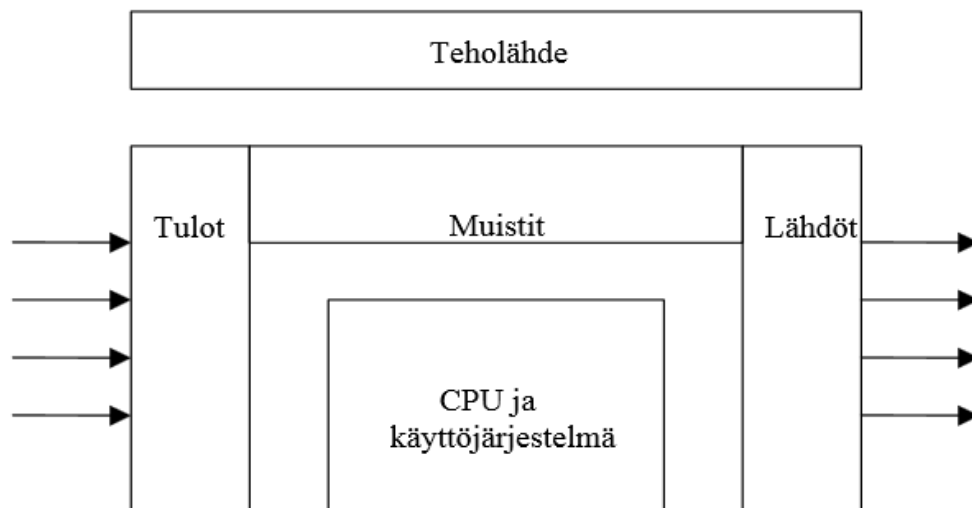 Teholähde
Tulot
Muistit
Lähdöt
CPU ja
käyttöjärjestelmä